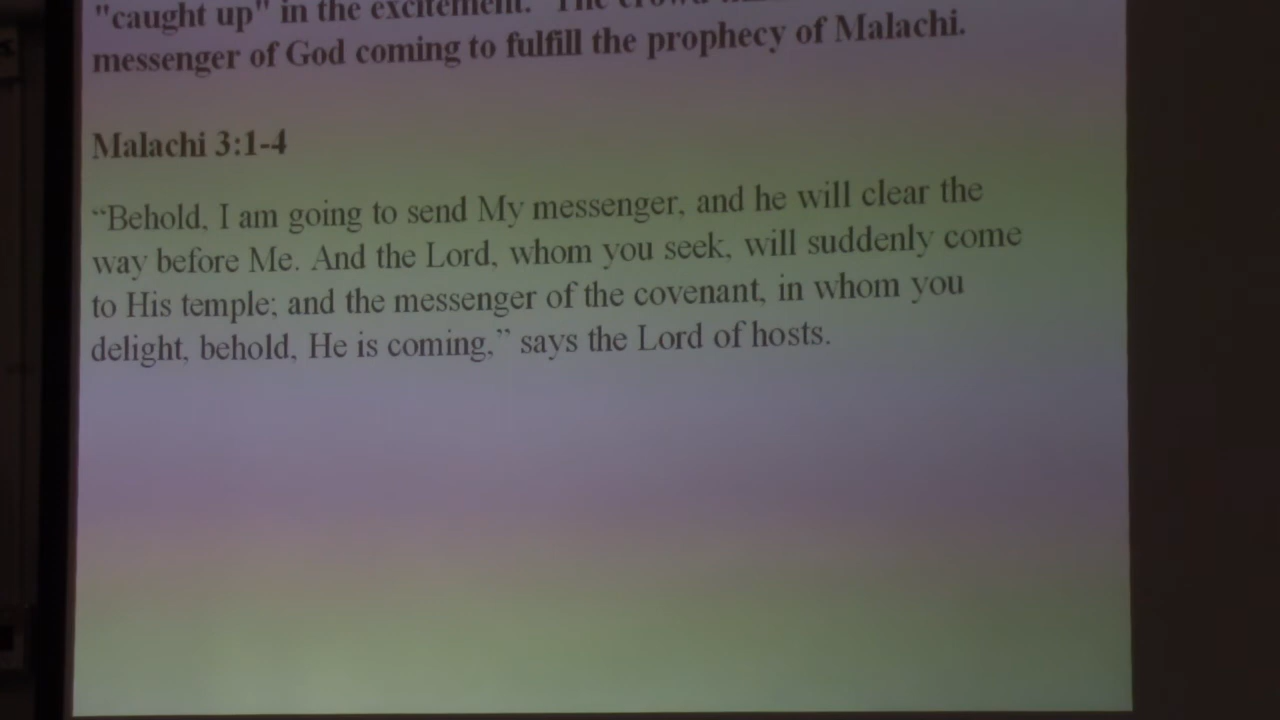 "caught up" in the excitement. The crowd
messenger of God coming to fulfill the prophecy of Malachi.
Malachi 3:1-4
“Behold, I am going to send My messenger, and he will clear the
way before Me. And the Lord, whom you seek, will suddenly come
to His temple; and the messenger of the covenant, in whom you
delight, behold, He is coming,” says the Lord of hosts.